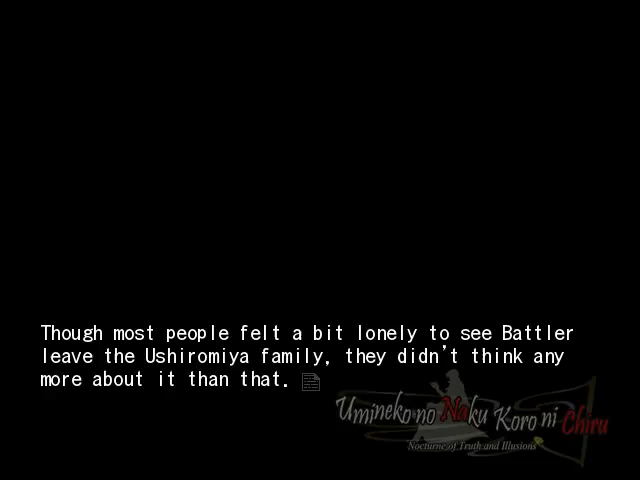 Though most people felt a bit lonely to see Battler
leave the Ushiromiya family, they didn't think any
more about it than that.
Umineko no Naku Koro ni Chiru
Nocturne of Truth and Illusions